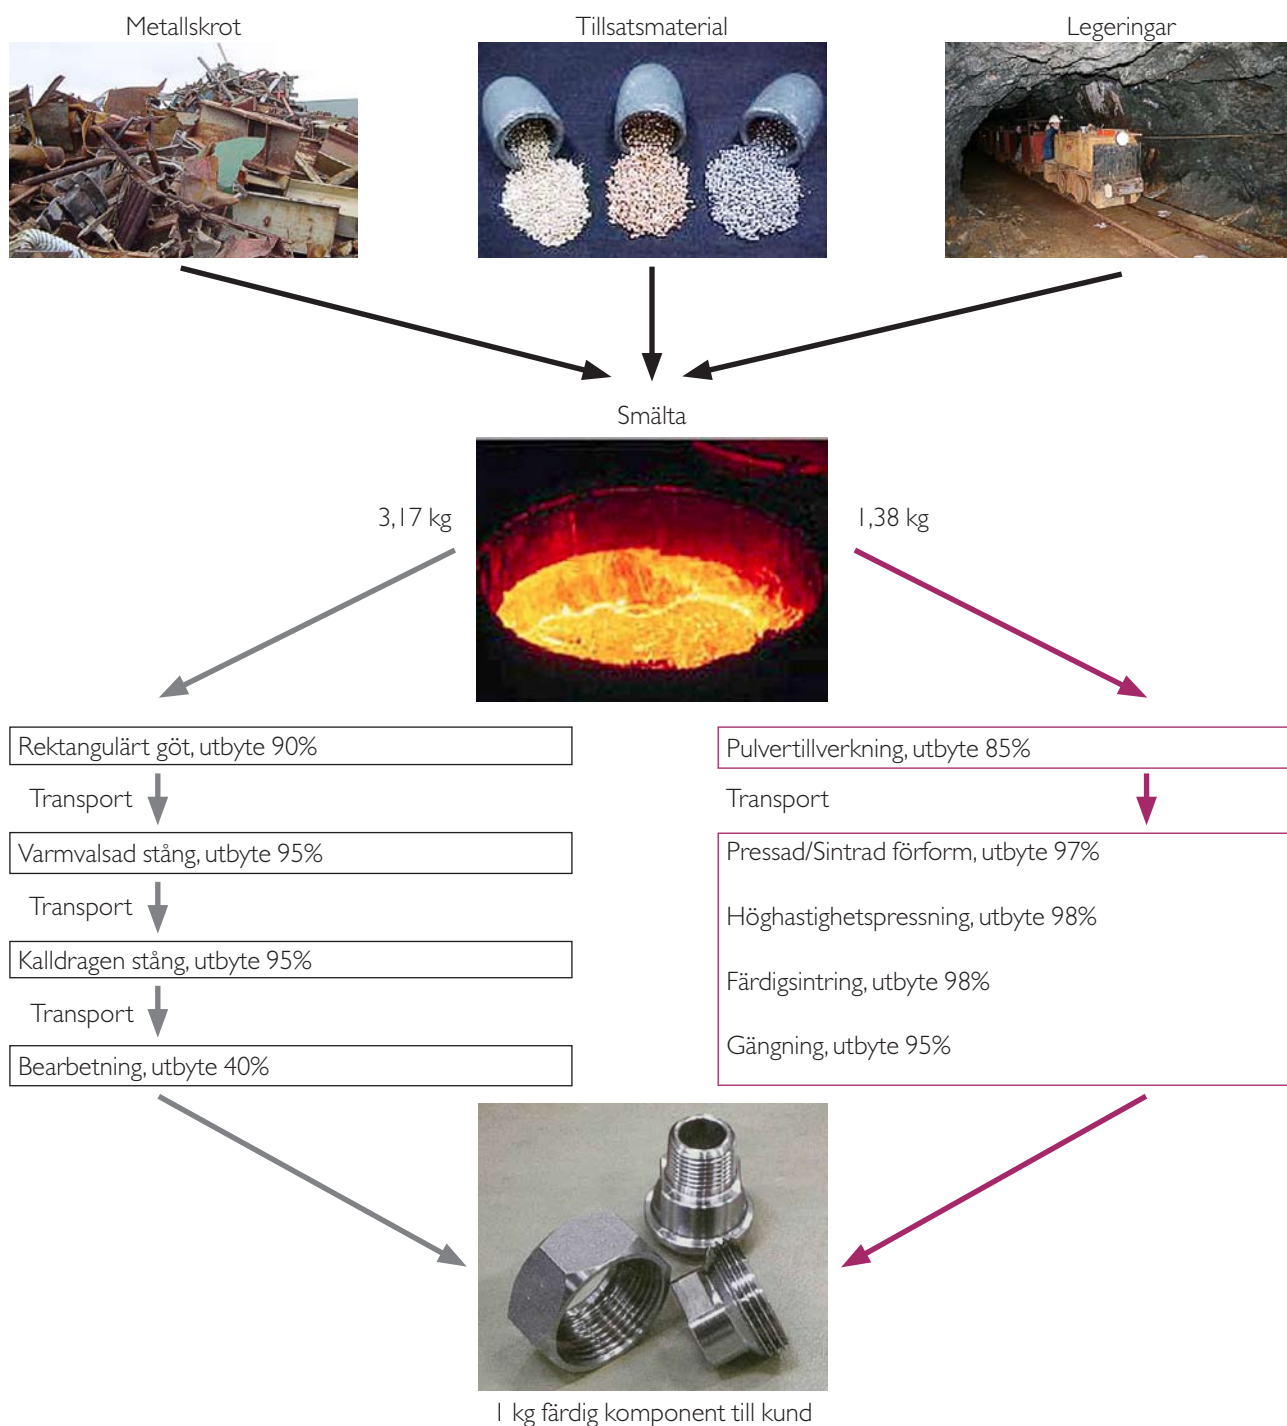 Metallskrot
Tillsatsmaterial
Legeringar
Smälta
3,17 kg
1,38 kg
Rektangulärt göt, utbyte 90%
Transport
Varmvalsad stång, utbyte 95%
Transport
Kalldragen stång, utbyte 95%
Transport
Bearbetning, utbyte 40%
Pulvertillverkning, utbyte 85%
Transport
Pressad/Sintrad förform, utbyte 97%
Höghastighetspressning, utbyte 98%
Färdigsintring, utbyte 98%
Gängning, utbyte 95%
1 kg färdig komponent till kund